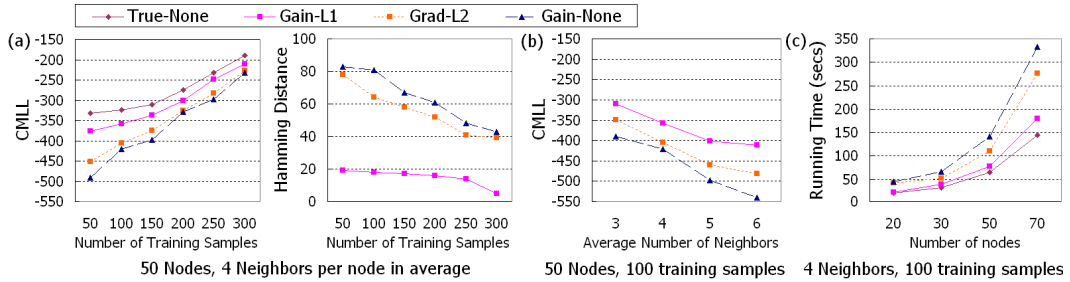 True-None Gain-L1 Grad-L2 Gain-None
(a)
CMLL
-150
-200
-250
-300
-350
-400
-450
-500
-550
50 100 150 200 250 300
Number of Training Samples
Hamming Distance
100
80
60
40
20
0
50 100 150 200 250 300
Number of Training Samples
50 Nodes, 4 Neighbors per node in average
(b)
CMLL
-150
-200
-250
-300
-350
-400
-450
-500
-550
3 4 5 6
Average Number of Neighbors
50 Nodes, 100 training samples
(c)
Running Time (secs)
350
300
250
200
150
100
50
0
20 30 50 70
Number of nodes
4 Neighbors, 100 training samples